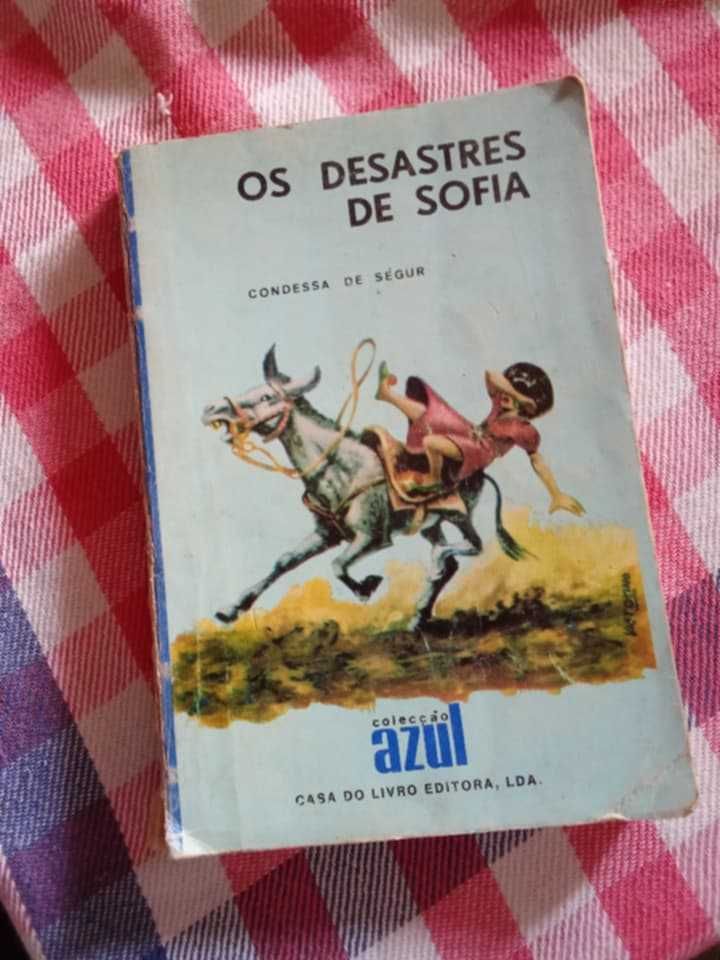 OS DESASTRES
DE SOFIA
CONDESSA DE SÉGUR
colecção
azul
CASA DO LIVRO EDITORA, LDA.